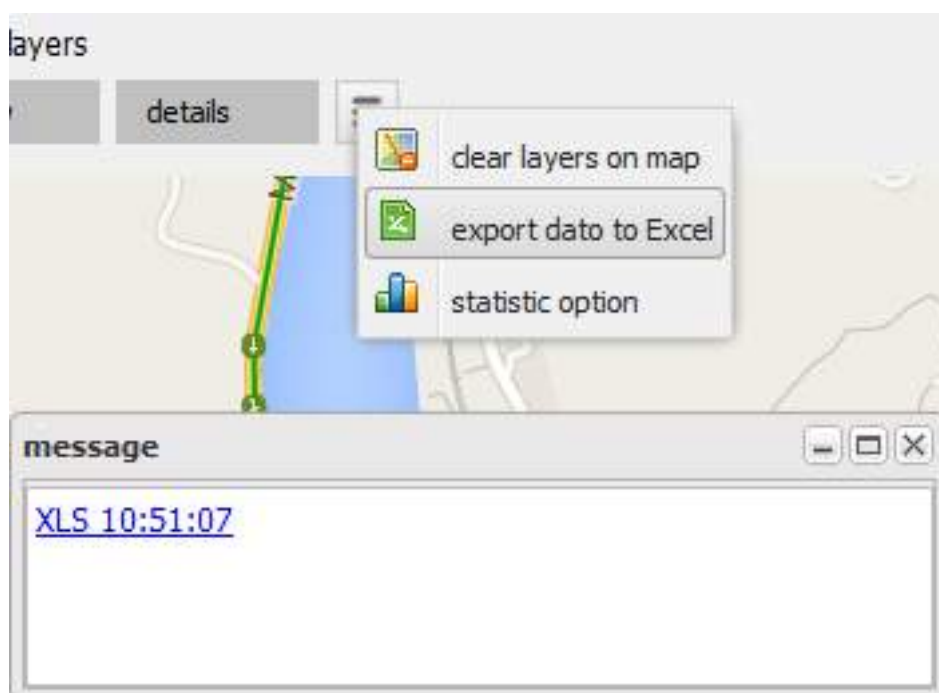 layers
details
clear layers on map
export dato to Excel
statistic option
message
XLS 10:51:07